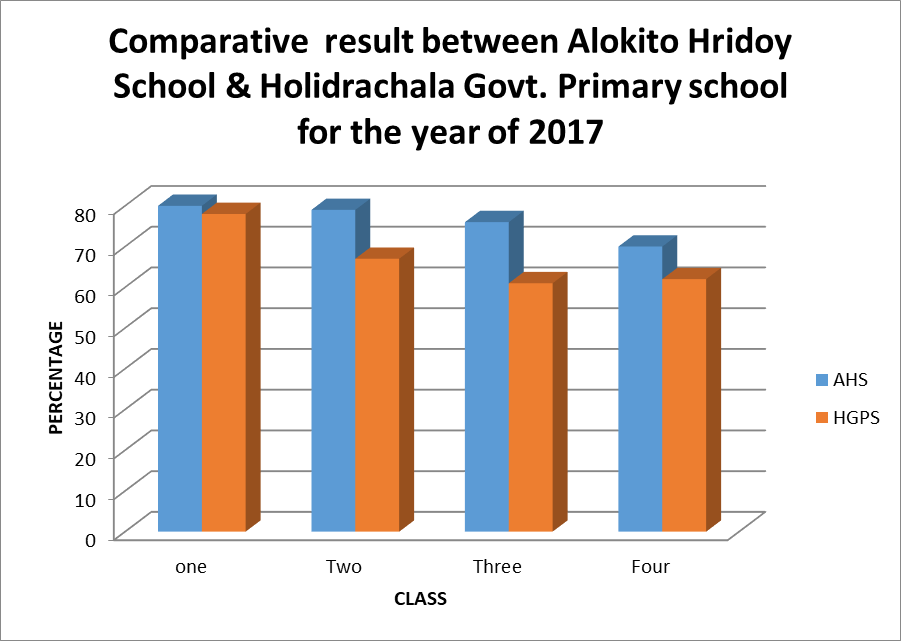 Comparative  result between Alokito Hridoy
School & Holidrachala Govt. Primary school
for the year of 2017
80
70
60
50
40
30
20
10
0
PERCENTAGE
one
Two
Three
Four
CLASS
AHS
HGPS